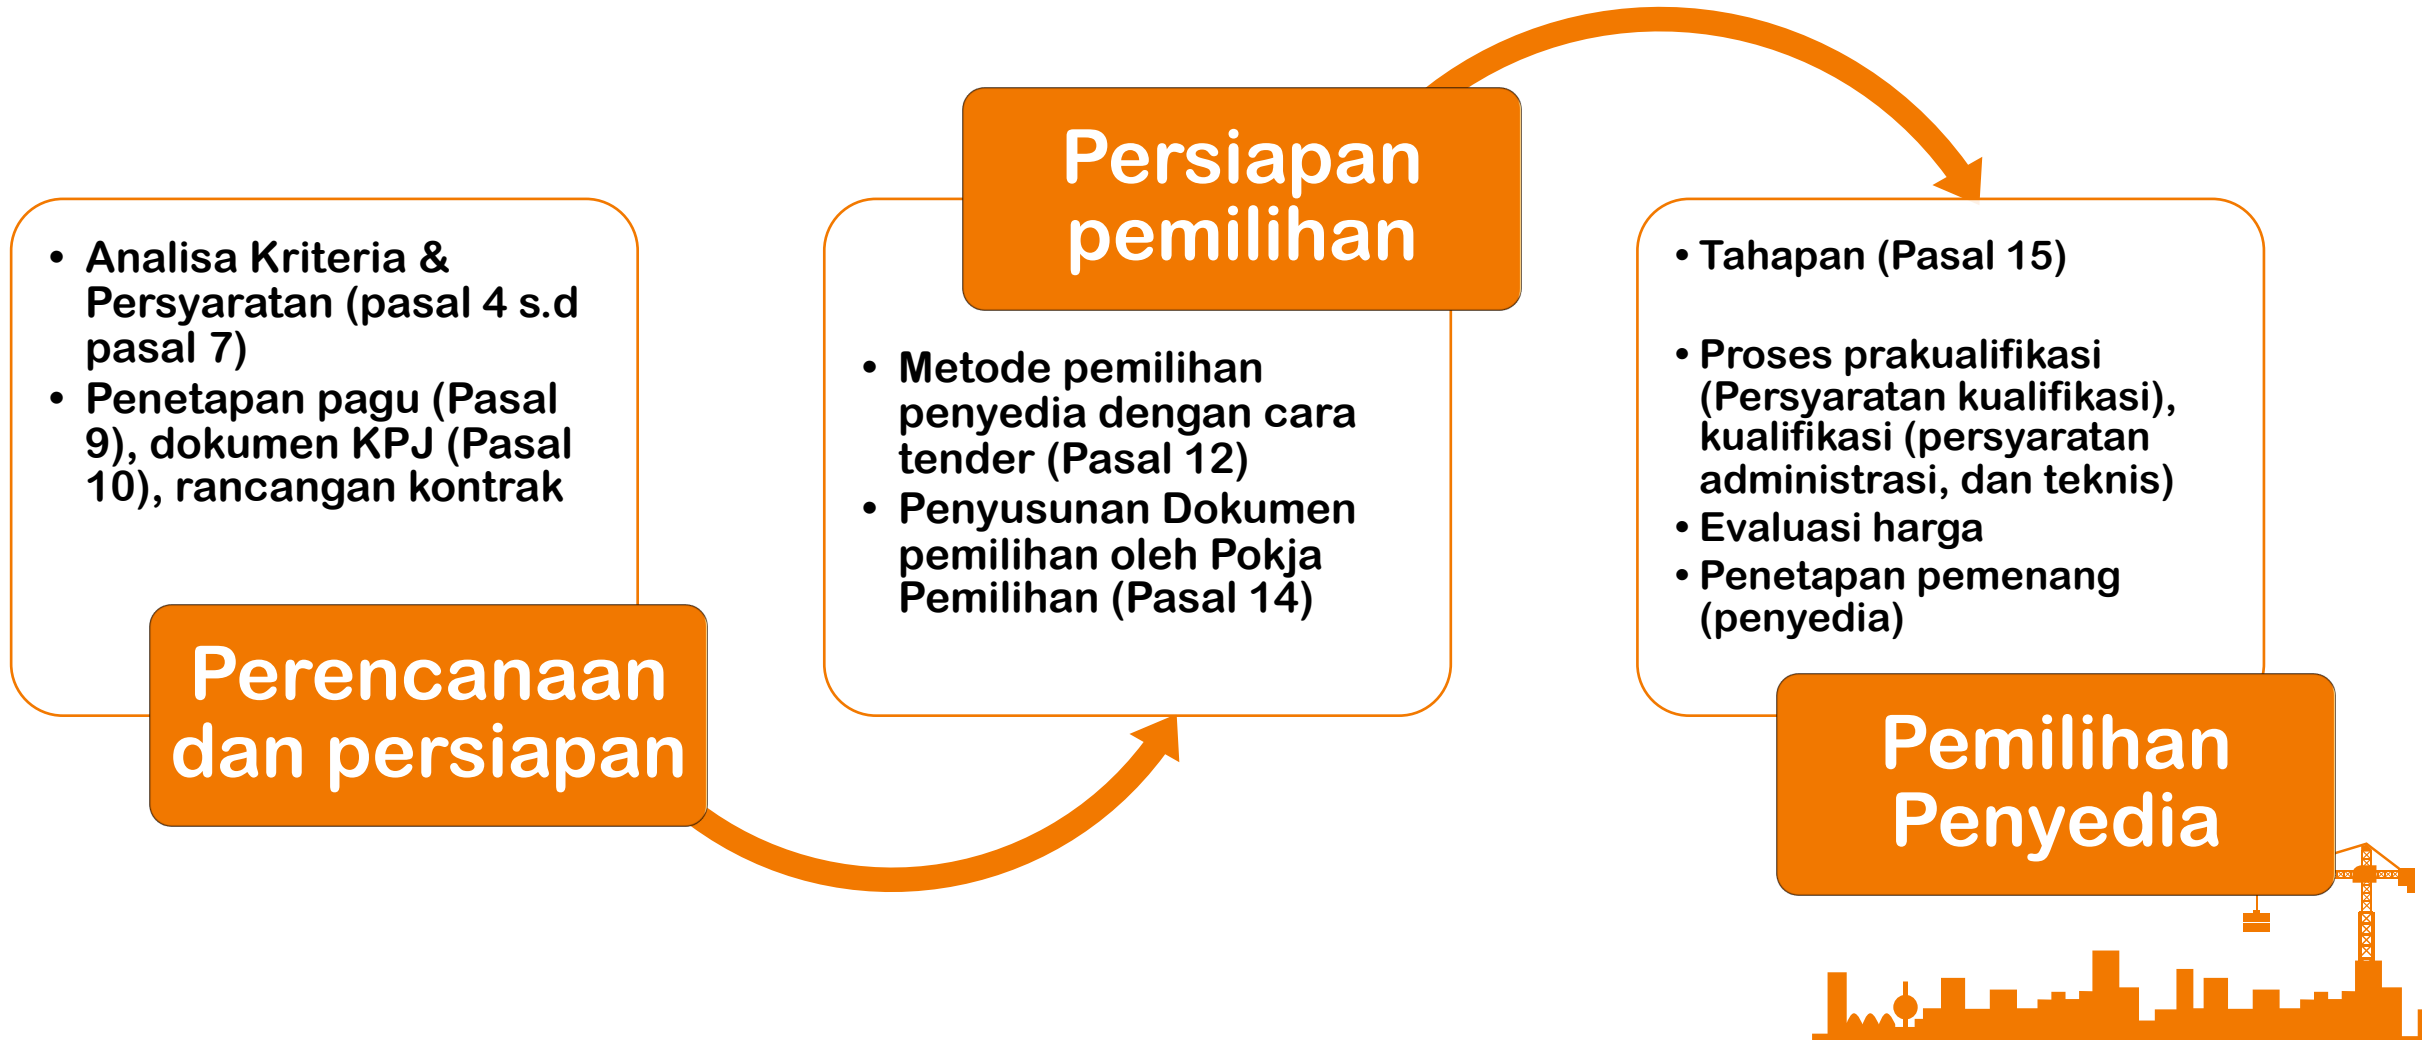 • Analisa Kriteria &
Persyaratan (pasal 4 s.d
pasal 7)
• Penetapan pagu (Pasal
9), dokumen KPJ (Pasal
10), rancangan kontrak
Perencanaan
dan persiapan
Persiapan
pemilihan
• Metode pemilihan
penyedia dengan cara
tender (Pasal 12)
• Penyusunan Dokumen
pemilihan oleh Pokja
Pemilihan (Pasal 14)
• Tahapan (Pasal 15)
• Proses prakualifikasi
(Persyaratan kualifikasi),
kualifikasi (persyaratan
administrasi, dan teknis)
• Evaluasi harga
• Penetapan pemenang
(penyedia)
Pemilihan
Penyedia